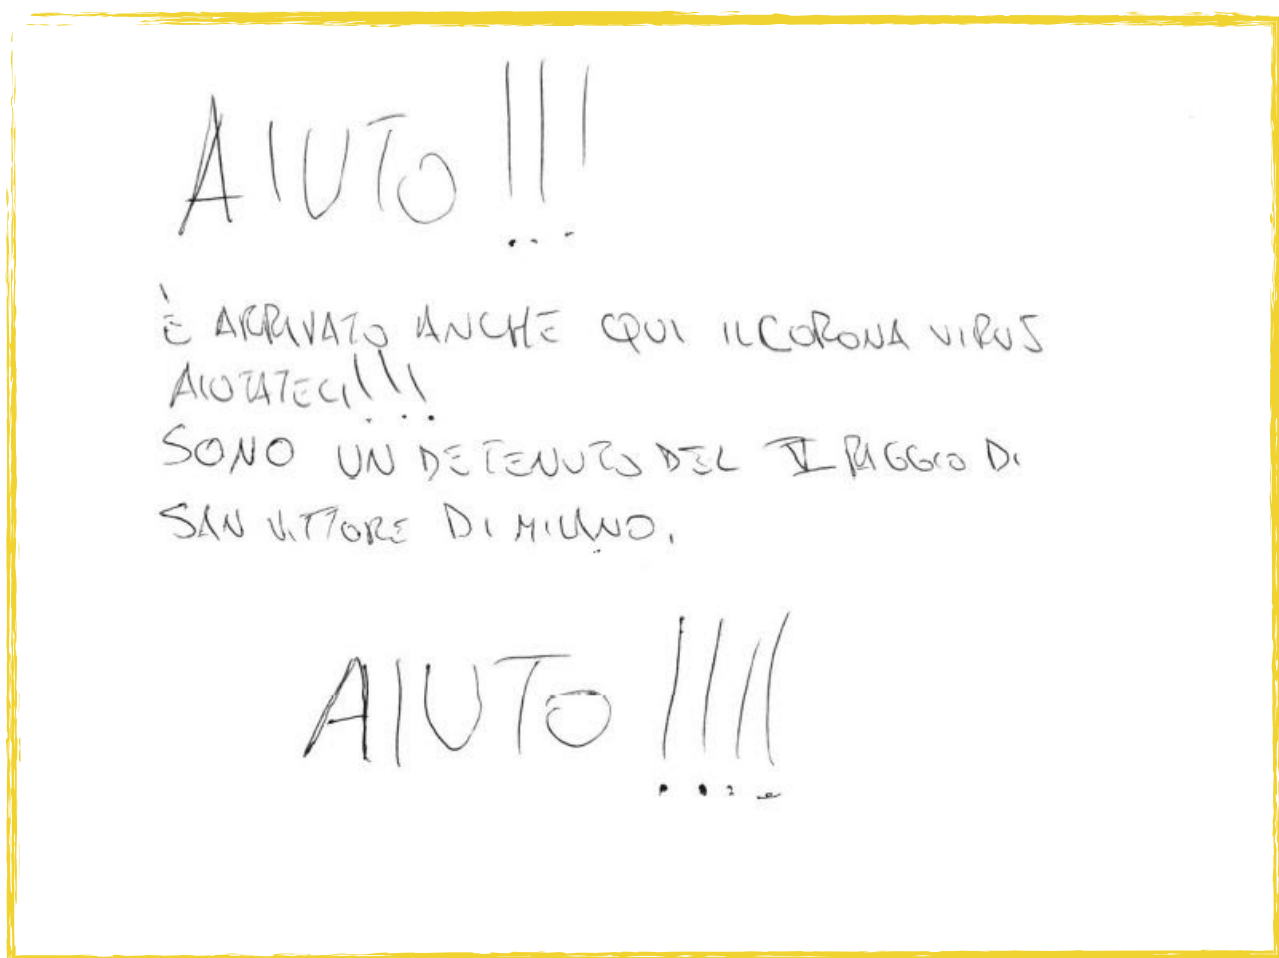 AIUTO!!!
È ARRIVATO ANCHE QUI IL CORONA VIRUS
AIUTATECI!!!
SONO UN DETENUTO DEL RAGGIO DI
SAN VITTORE DI MILANO.
AIUTO!!!!